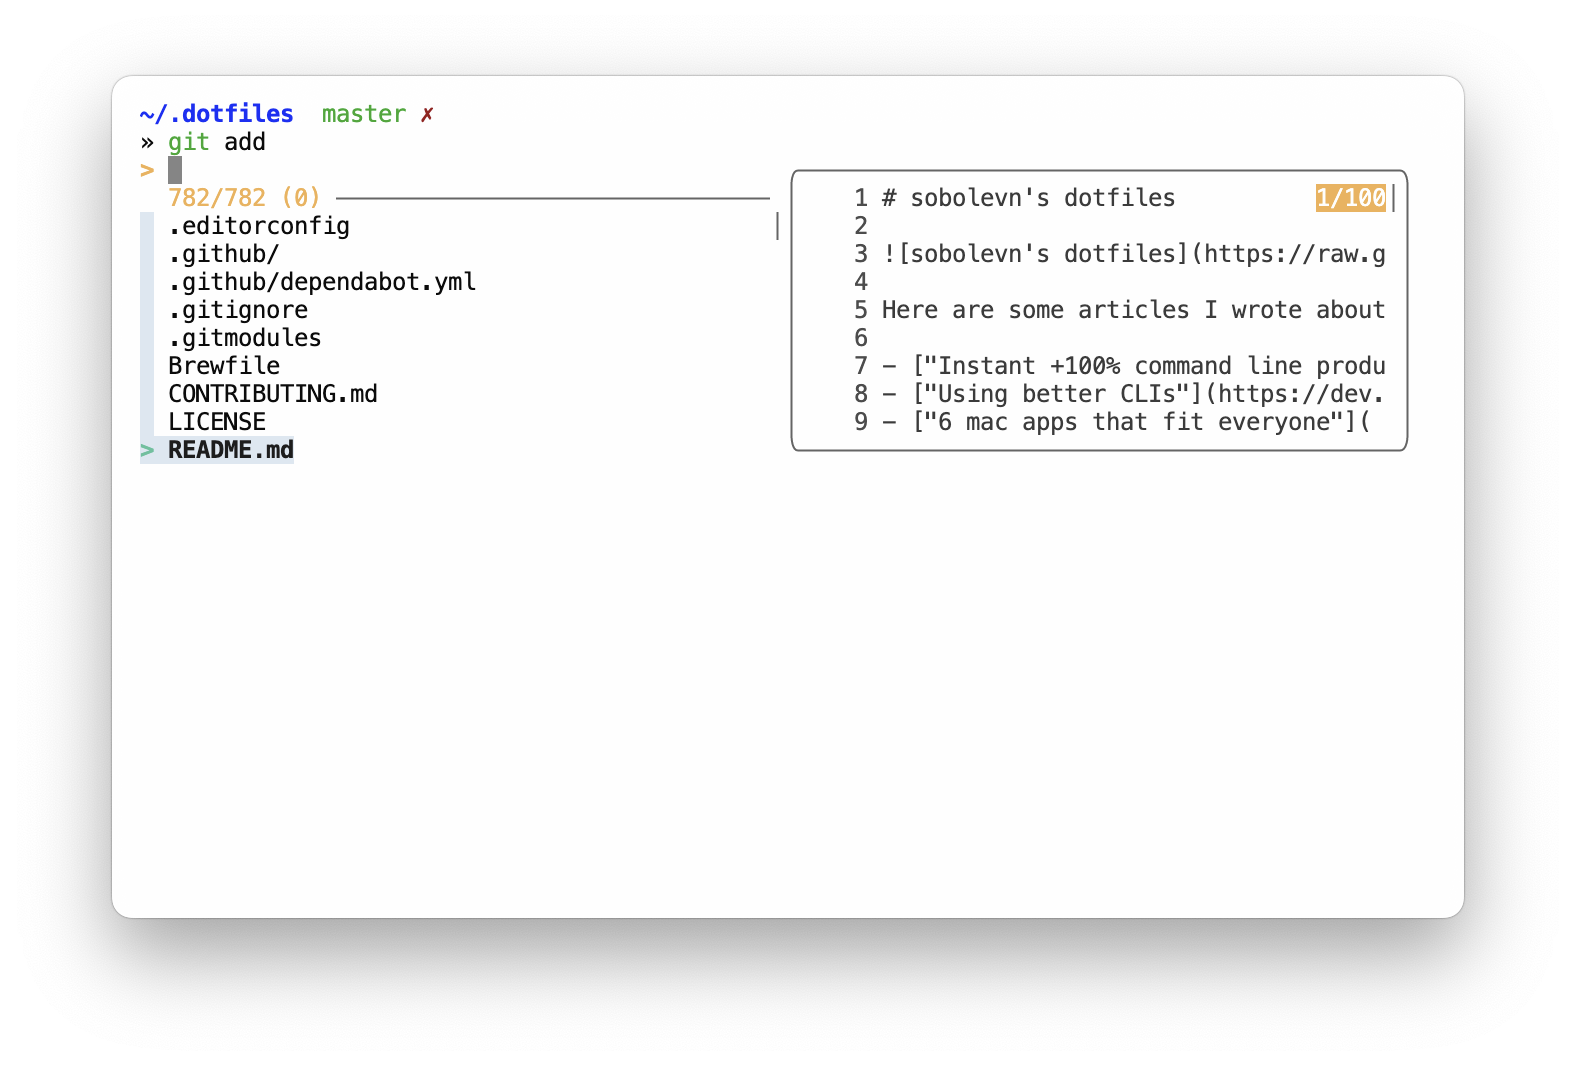 ~/.dotfiles master ✗
» git add
>
782/782 (0)
.editorconfig
.github/
.github/dependabot.yml
.gitignore
.gitmodules
Brewfile
CONTRIBUTING.md
LICENSE
> README.md
1 # sobolevn's dotfiles 1/100
2
3 ![sobolevn's dotfiles](https://raw.g
4
5 Here are some articles I wrote about
6
7 - ["Instant +100% command line produ
8 - ["Using better CLIs"](https://dev.
9 - ["6 mac apps that fit everyone"](